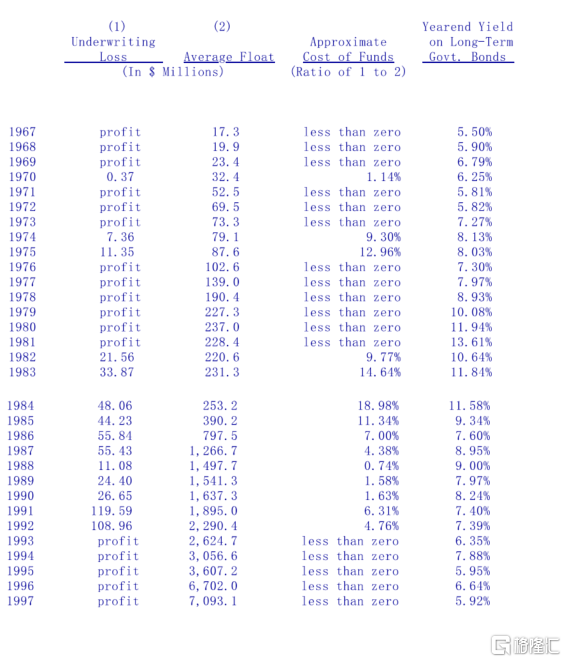 (1) (2) Yearend Yield
Underwriting Approximate on Long-Term
Loss Average Float Cost of Funds Govt. Bonds
(In $ Millions) (Ratio of 1 to 2)
1967 profit 17.3 less than zero 5.50%
1968 profit 19.9 less than zero 5.90%
1969 profit 23.4 less than zero 6.79%
1970 0.37 32.4 1.14% 6.25%
1971 profit 52.5 less than zero 5.81%
1972 profit 69.5 less than zero 5.82%
1973 profit 73.3 less than zero 7.27%
1974 7.36 79.1 9.30% 8.13%
1975 11.35 87.6 12.96% 8.03%
1976 profit 102.6 less than zero 7.30%
1977 profit 139.0 less than zero 7.97%
1978 profit 190.4 less than zero 8.93%
1979 profit 227.3 less than zero 10.08%
1980 profit 237.0 less than zero 11.94%
1981 profit 228.4 less than zero 13.61%
1982 21.56 220.6 9.77% 10.64%
1983 33.87 231.3 14.64% 11.84%
1984 48.06 253.2 18.98% 11.58%
1985 44.23 390.2 11.34% 9.34%
1986 55.84 797.5 7.00% 7.60%
1987 55.43 1,266.7 4.38% 8.95%
1988 11.08 1,497.7 0.74% 9.00%
1989 24.40 1,541.3 1.58% 7.97%
1990 26.65 1,637.3 1.63% 8.24%
1991 119.59 1,895.0 6.31% 7.40%
1992 108.96 2,290.4 4.76% 7.39%
1993 profit 2,624.7 less than zero 6.35%
1994 profit 3,056.6 less than zero 7.88%
1995 profit 3,607.2 less than zero 5.95%
1996 profit 6,702.0 less than zero 6.64%
1997 profit 7,093.1 less than zero 5.92%
格隆汇